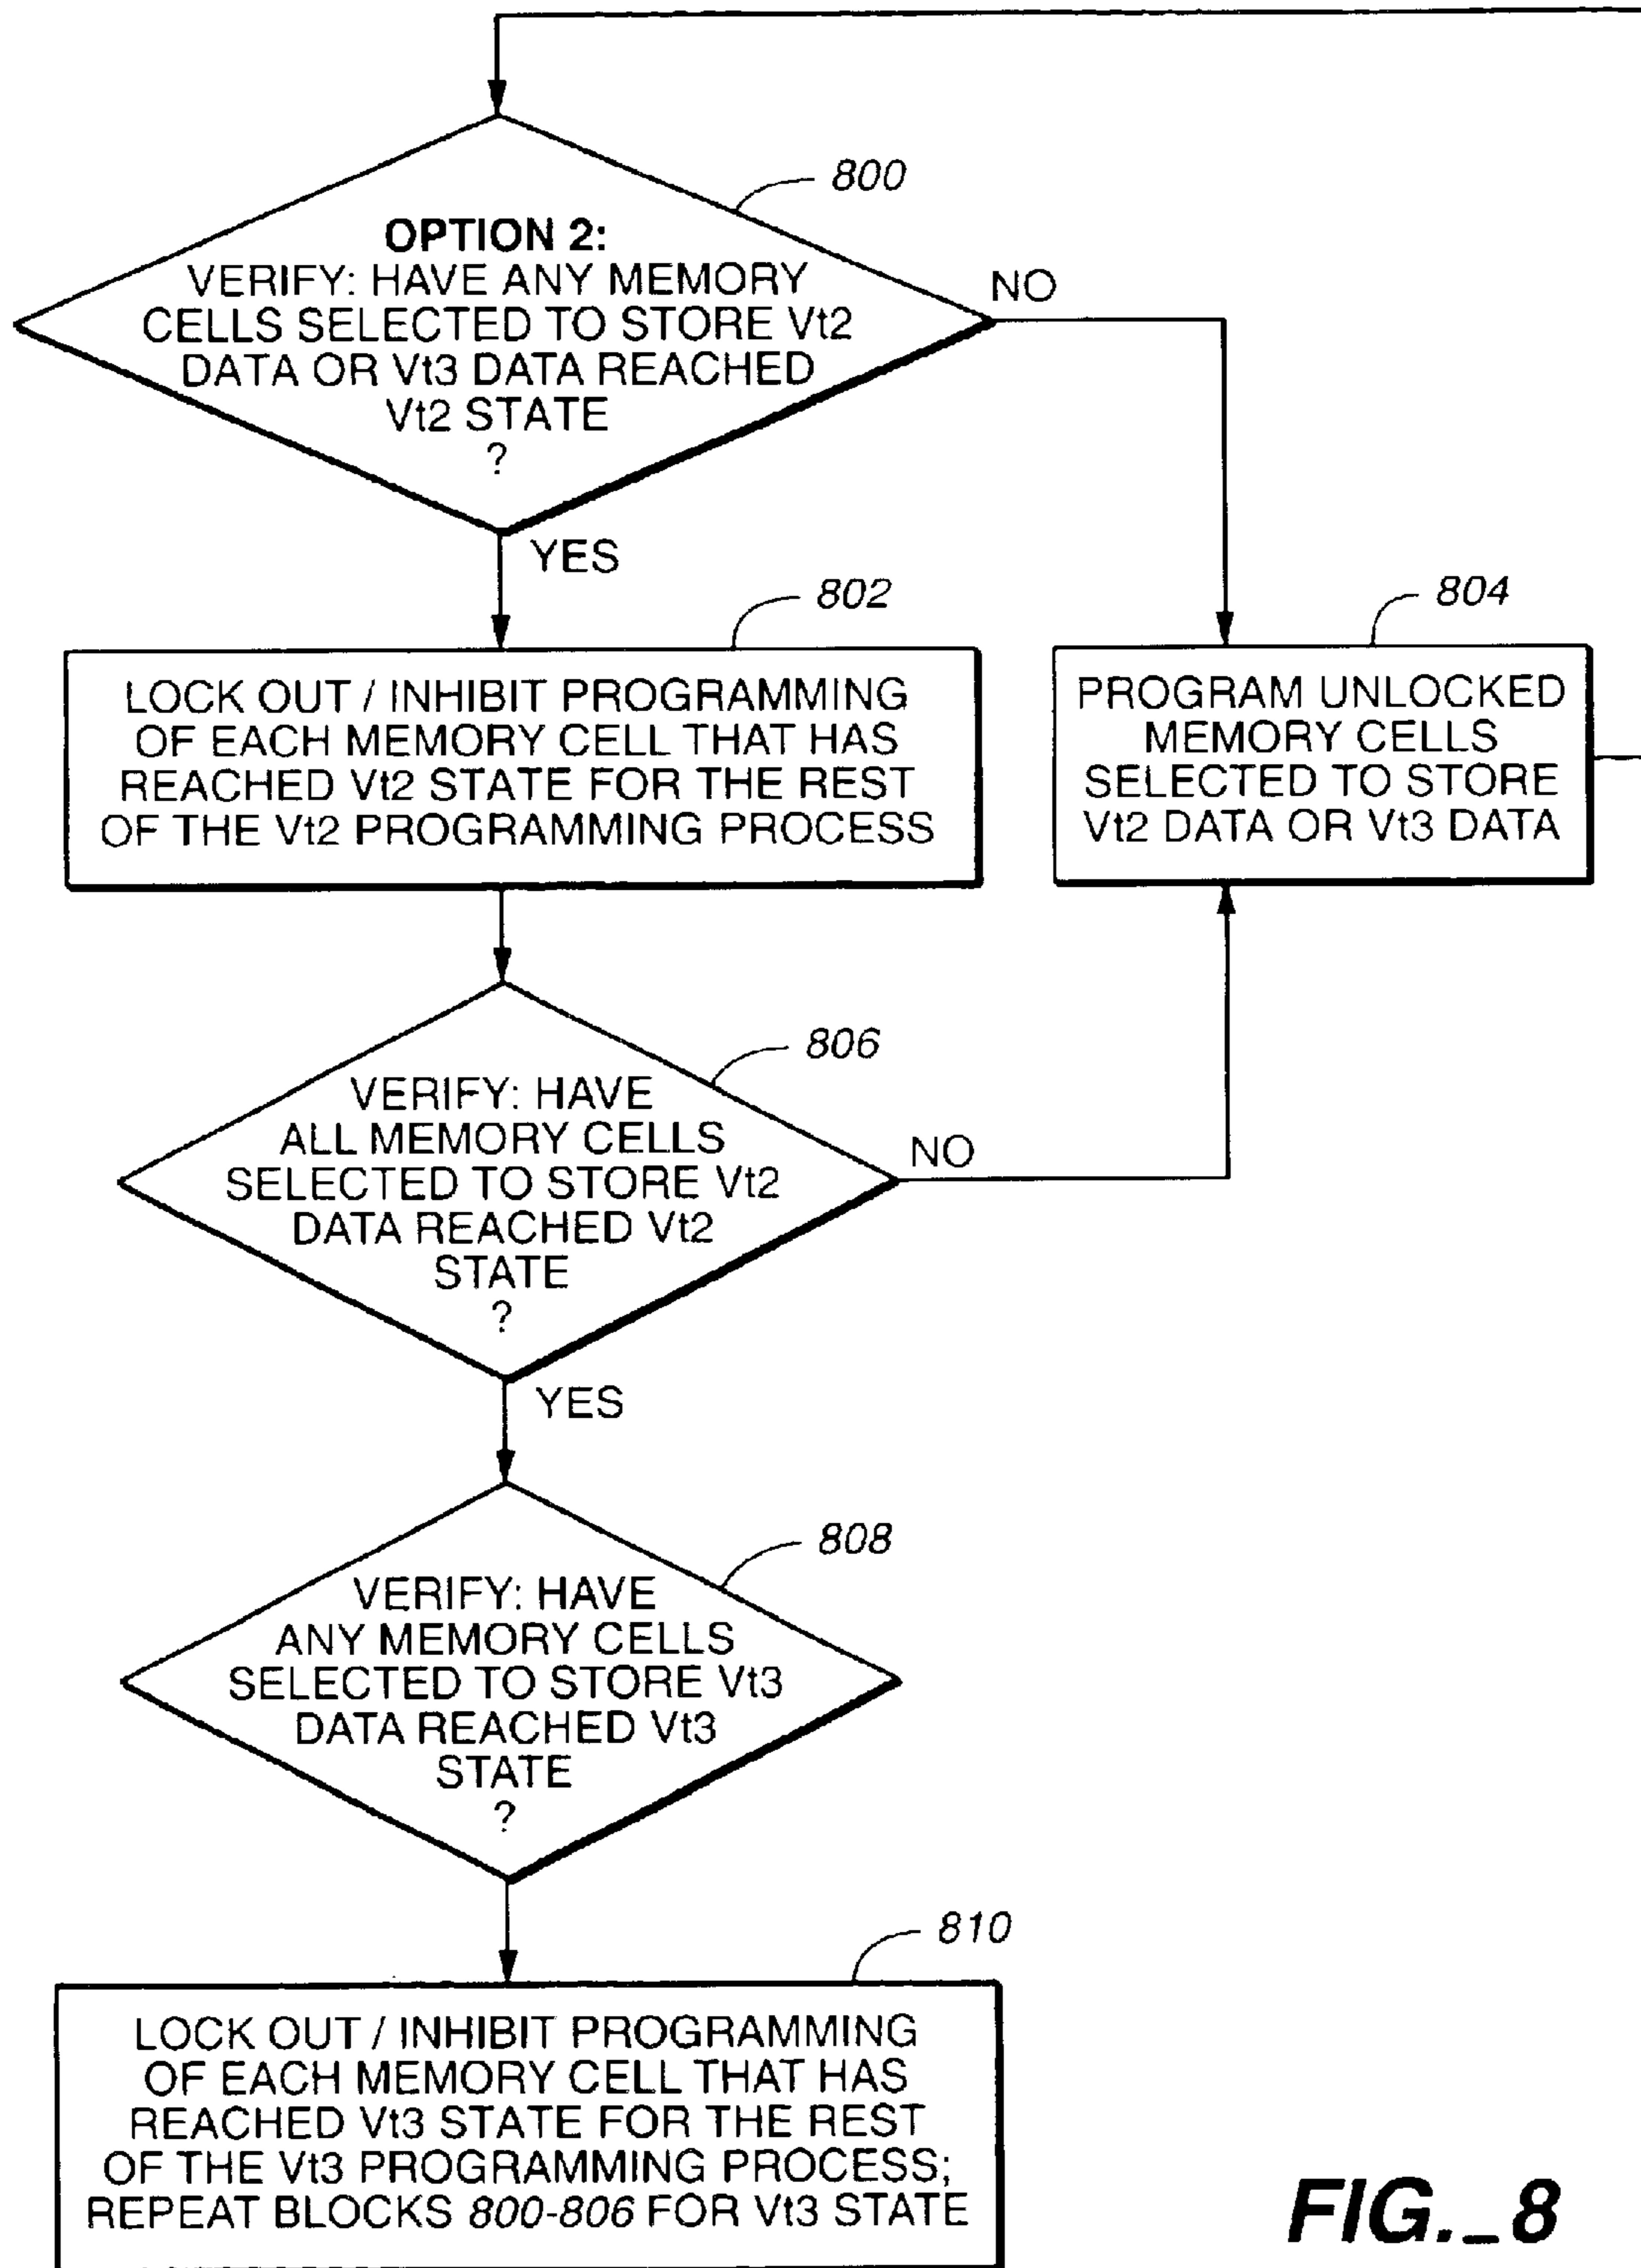 800
OPTION 2:
VERIFY: HAVE ANY MEMORY
CELLS SELECTED TO STORE Vt2
DATA OR Vt3 DATA REACHED
Vt2 STATE
?
NO
YES
802
LOCK OUT / INHIBIT PROGRAMMING
OF EACH MEMORY CELL THAT HAS
REACHED Vt2 STATE FOR THE REST
OF THE Vt2 PROGRAMMING PROCESS
804
PROGRAM UNLOCKED
MEMORY CELLS
SELECTED TO STORE
Vt2 DATA OR Vt3 DATA
806
VERIFY: HAVE
ALL MEMORY CELLS
SELECTED TO STORE Vt2
DATA REACHED Vt2
STATE
?
NO
YES
808
VERIFY: HAVE
ANY MEMORY CELLS
SELECTED TO STORE Vt3
DATA REACHED Vt3
STATE
?
810
LOCK OUT / INHIBIT PROGRAMMING
OF EACH MEMORY CELL THAT HAS
REACHED Vt3 STATE FOR THE REST
OF THE Vt3 PROGRAMMING PROCESS;
REPEAT BLOCKS 800-806 FOR Vt3 STATE
FIG._8